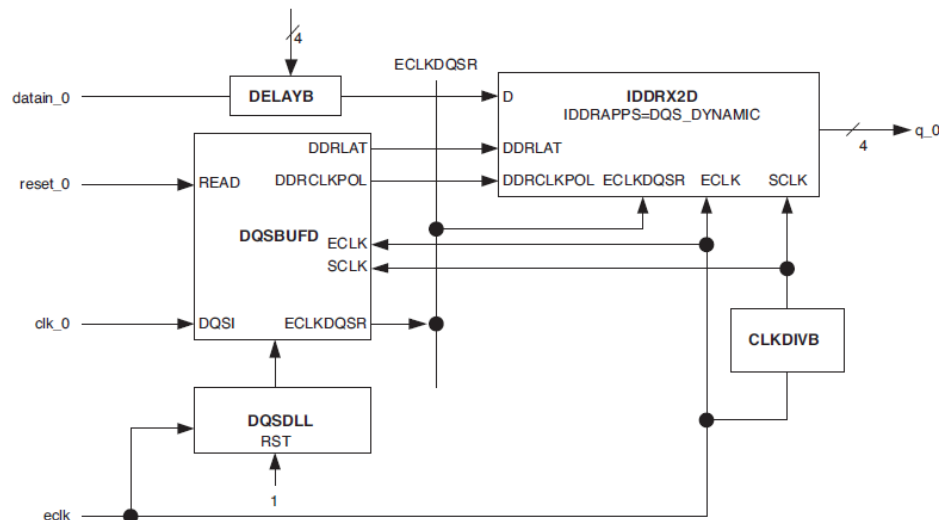 4
ECLKDQSR
datain_0
DELAYB
D
IDDRX2D
IDDRAPPS=DQS_DYNAMIC
q_0
4
DDRLAT
DDRLAT
reset_0
READ
DDRCLKPOL
DDRCLKPOL ECLKDQSR ECLK SCLK
DQSBUFD
ECLK
SCLK
clk_0
DQSI
ECLKDQSR
CLKDIVB
DQSDLL
RST
1
eclk